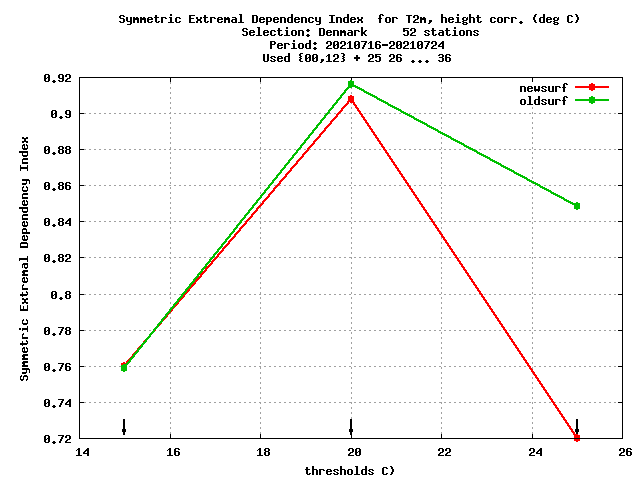 Symmetric Extremal Dependency Index  for T2m, height corr. (deg C)
Selection: Denmark     52 stations
Period: 20210716-20210724
Used {00,12} + 25 26 ... 36
newsurf
oldsurf
Symmetric Extremal Dependency Index
0.92
0.9
0.88
0.86
0.84
0.82
0.8
0.78
0.76
0.74
0.72
14 16 18 20 22 24 26
thresholds C)